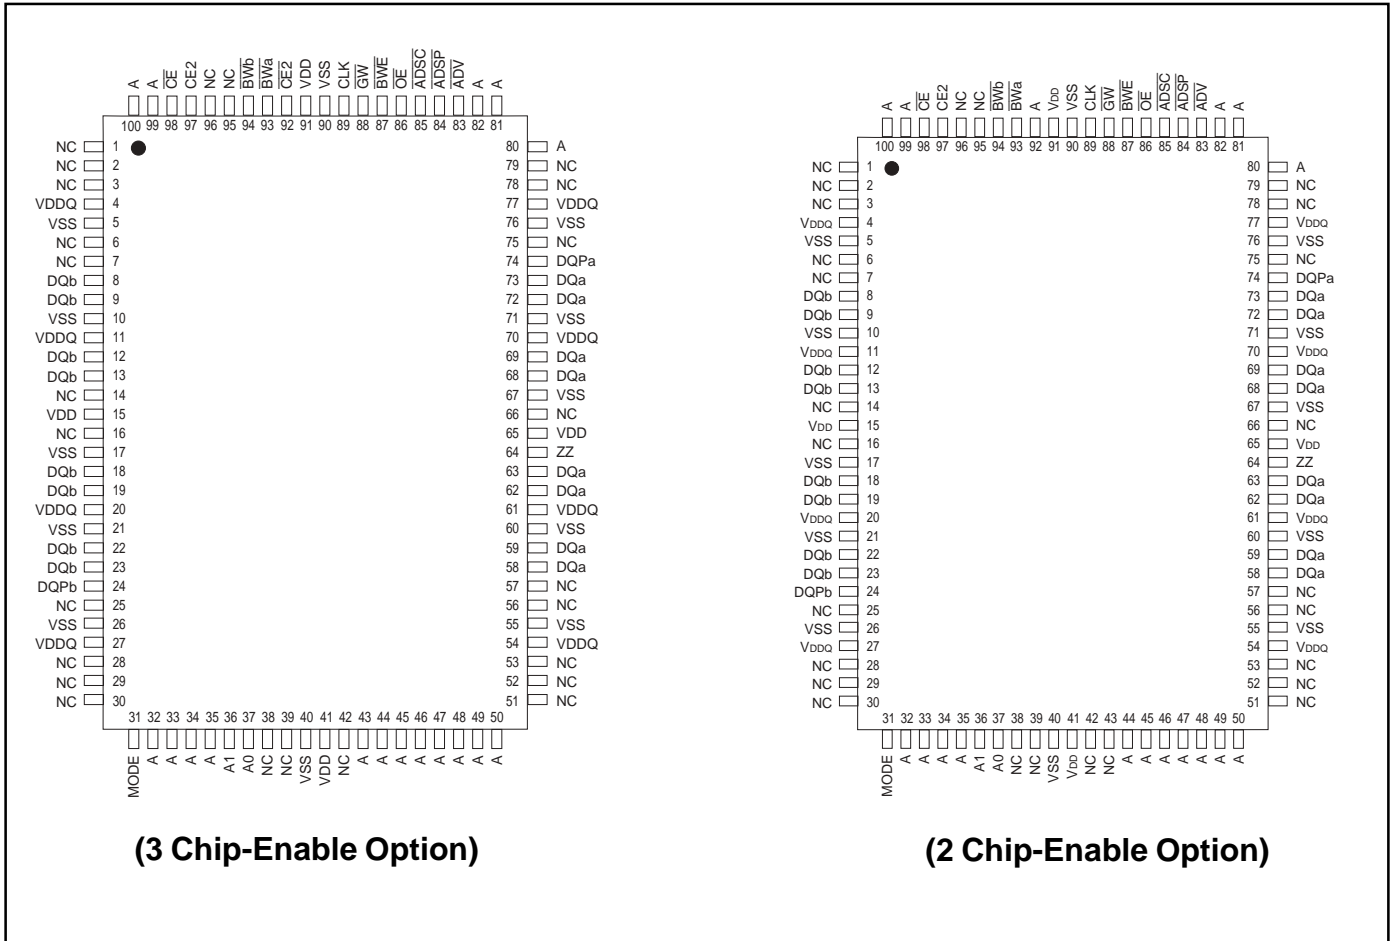 A A CE CE2 NC NC BWb BWa CE2 VDD VSS CLK GW BWE OE ADSC ADSP ADV A A
100 99 98 97 96 95 94 93 92 91 90 89 88 87 86 85 84 83 82 81
NC 1 80 A
NC 2 79 NC
NC 3 78 NC
VDDQ 4 77 VDDQ
VSS 5 76 VSS
NC 6 75 NC
NC 7 74 DQPa
DQb 8 73 DQa
DQb 9 72 DQa
VSS 10 71 VSS
VDDQ 11 70 VDDQ
DQb 12 69 DQa
DQb 13 68 DQa
NC 14 67 VSS
VDD 15 66 NC
NC 16 65 VDD
VSS 17 64 ZZ
DQb 18 63 DQa
DQb 19 62 DQa
VDDQ 20 61 VDDQ
VSS 21 60 VSS
DQb 22 59 DQa
DQb 23 58 DQa
DQPb 24 57 NC
NC 25 56 NC
VSS 26 55 VSS
VDDQ 27 54 VDDQ
NC 28 53 NC
NC 29 52 NC
NC 30 51 NC
31 32 33 34 35 36 37 38 39 40 41 42 43 44 45 46 47 48 49 50
MODE A A A A A1 A0 NC NC VSS VDD NC A A A A A A A A
(3 Chip-Enable Option)
A A CE CE2 NC NC BWb BWa A VDD VSS CLK GW BWE OE ADSC ADSP ADV A A
100 99 98 97 96 95 94 93 92 91 90 89 88 87 86 85 84 83 82 81
NC 1 80 A
NC 2 79 NC
NC 3 78 NC
VDDQ 4 77 VDDQ
VSS 5 76 VSS
NC 6 75 NC
NC 7 74 DQPa
DQb 8 73 DQa
DQb 9 72 DQa
VSS 10 71 VSS
VDDQ 11 70 VDDQ
DQb 12 69 DQa
DQb 13 68 DQa
NC 14 67 VSS
VDD 15 66 NC
NC 16 65 VDD
VSS 17 64 ZZ
DQb 18 63 DQa
DQb 19 62 DQa
VDDQ 20 61 VDDQ
VSS 21 60 VSS
DQb 22 59 DQa
DQb 23 58 DQa
DQPb 24 57 NC
NC 25 56 NC
VSS 26 55 VSS
VDDQ 27 54 VDDQ
NC 28 53 NC
NC 29 52 NC
NC 30 51 NC
31 32 33 34 35 36 37 38 39 40 41 42 43 44 45 46 47 48 49 50
MODE A A A A A1 A0 NC NC VSS VDD NC NC A A A A A A A
(2 Chip-Enable Option)